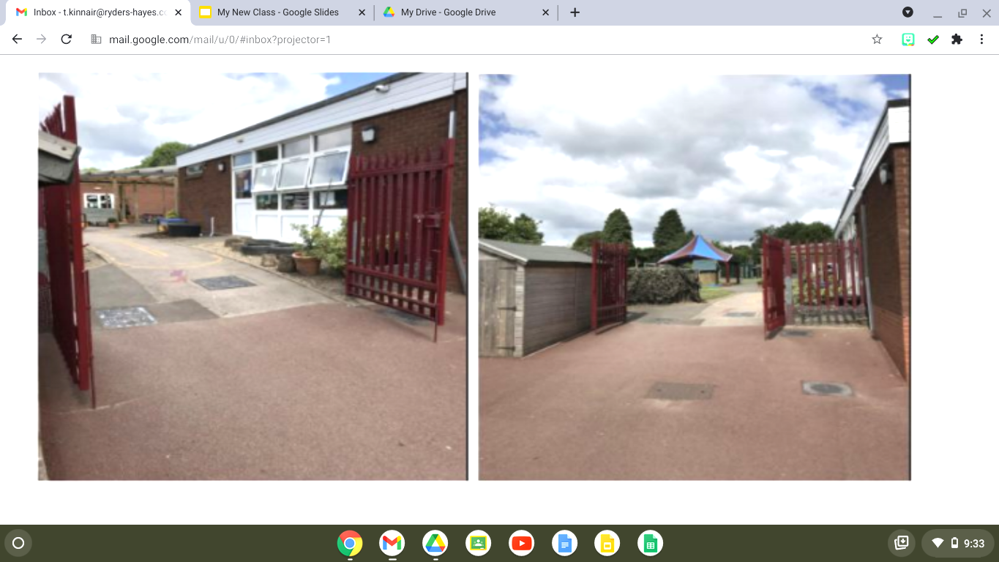 Inbox - t.kinnair@ryders-hayes.c
My New Class - Google Slides
My Drive - Google Drive
mail.google.com/mail/u/0/#inbox?projector=1
9:33